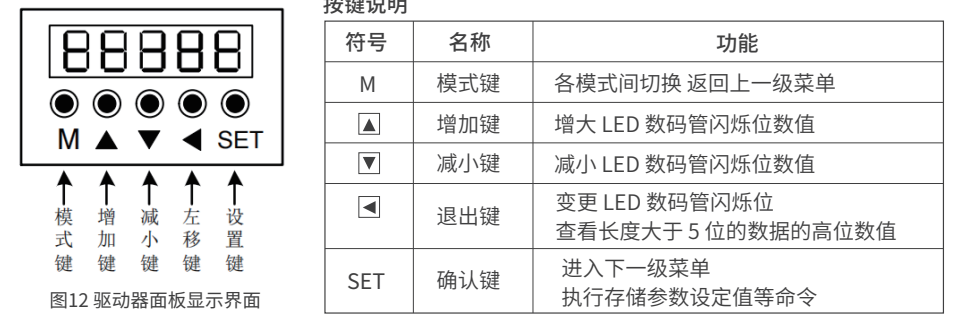 按键说明
88888
M ▲ ▼ ◀ SET
模式键 增加键 减小键 左移键 设置键
图12 驱动器面板显示界面
符号 名称 功能
M 模式键 各模式间切换 返回上一级菜单
▲ 增加键 增大 LED 数码管闪烁位数值
▼ 减小键 减小 LED 数码管闪烁位数值
◀ 退出键 变更 LED 数码管闪烁位
查看长度大于 5 位的数据的高位数值
SET 确认键 进入下一级菜单
执行存储参数设定值等命令